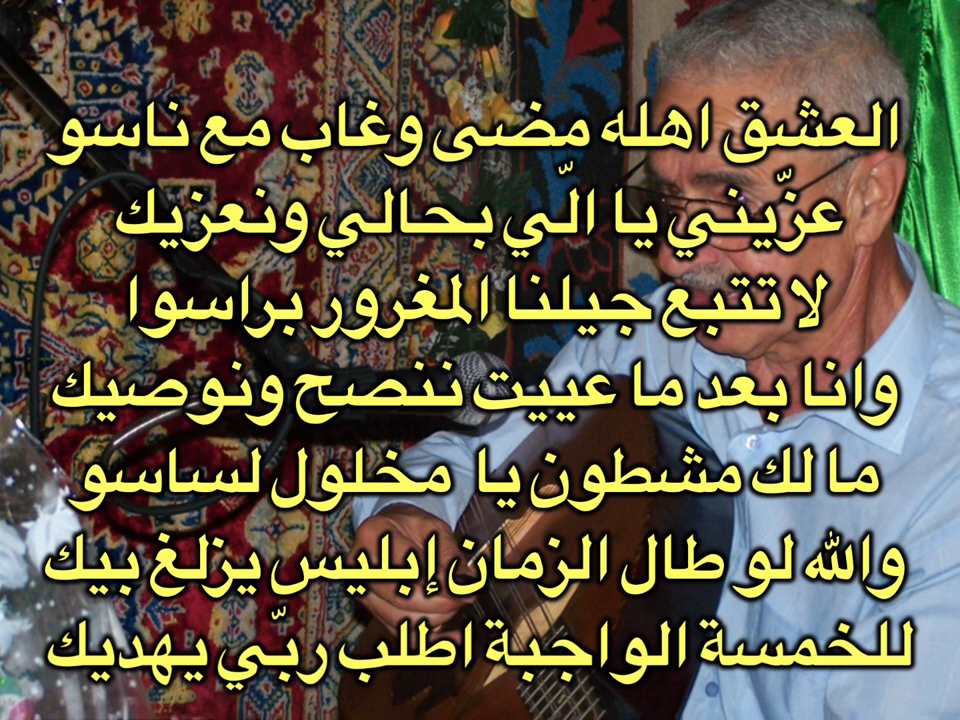 العشق اهله مضى وغاب مع ناسو
عزّيني يا الّي بحالي ونعزيك
لا تتبع جيلنا المغرور براسوا
وانا بعد ما عييت ننصح ونوصيك
ما لك مشطون يا مخلول لساسو
والله لو طال الزمان إبليس يزلغ بيك
للخمسة الواجبة اطلب ربّي يهديك